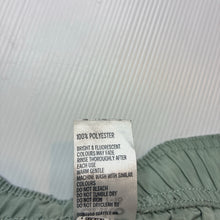 100% POLYESTER
BRIGHT & FLUORESCENT
COLOURS MAY FADE
RINSE THOROUGHLY AFTER
EACH USE
WARM GENTLE
MACHINE WASH WITH SIMILAR
COLOURS
DO NOT BLEACH
DO NOT TUMBLE DRY
DO NOT IRON
DO NOT